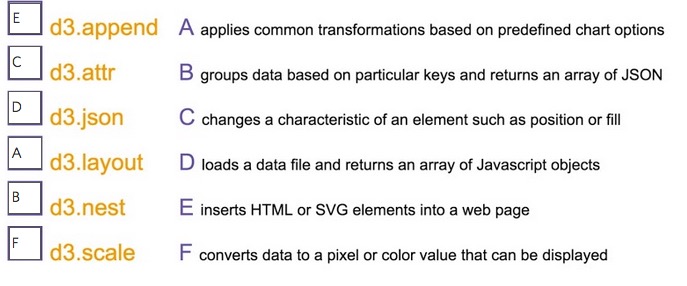 E d3.append A applies common transformations based on predefined chart options
C d3.attr B groups data based on particular keys and returns an array of JSON
D d3.json C changes a characteristic of an element such as position or fill
A d3.layout D loads a data file and returns an array of Javascript objects
B d3.nest E inserts HTML or SVG elements into a web page
F d3.scale F converts data to a pixel or color value that can be displayed